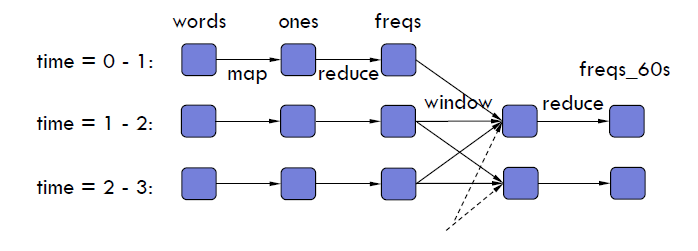 words ones freqs
time = 0 - 1:
map reduce
freqs_60s
window reduce
time = 1 - 2:
time = 2 - 3: